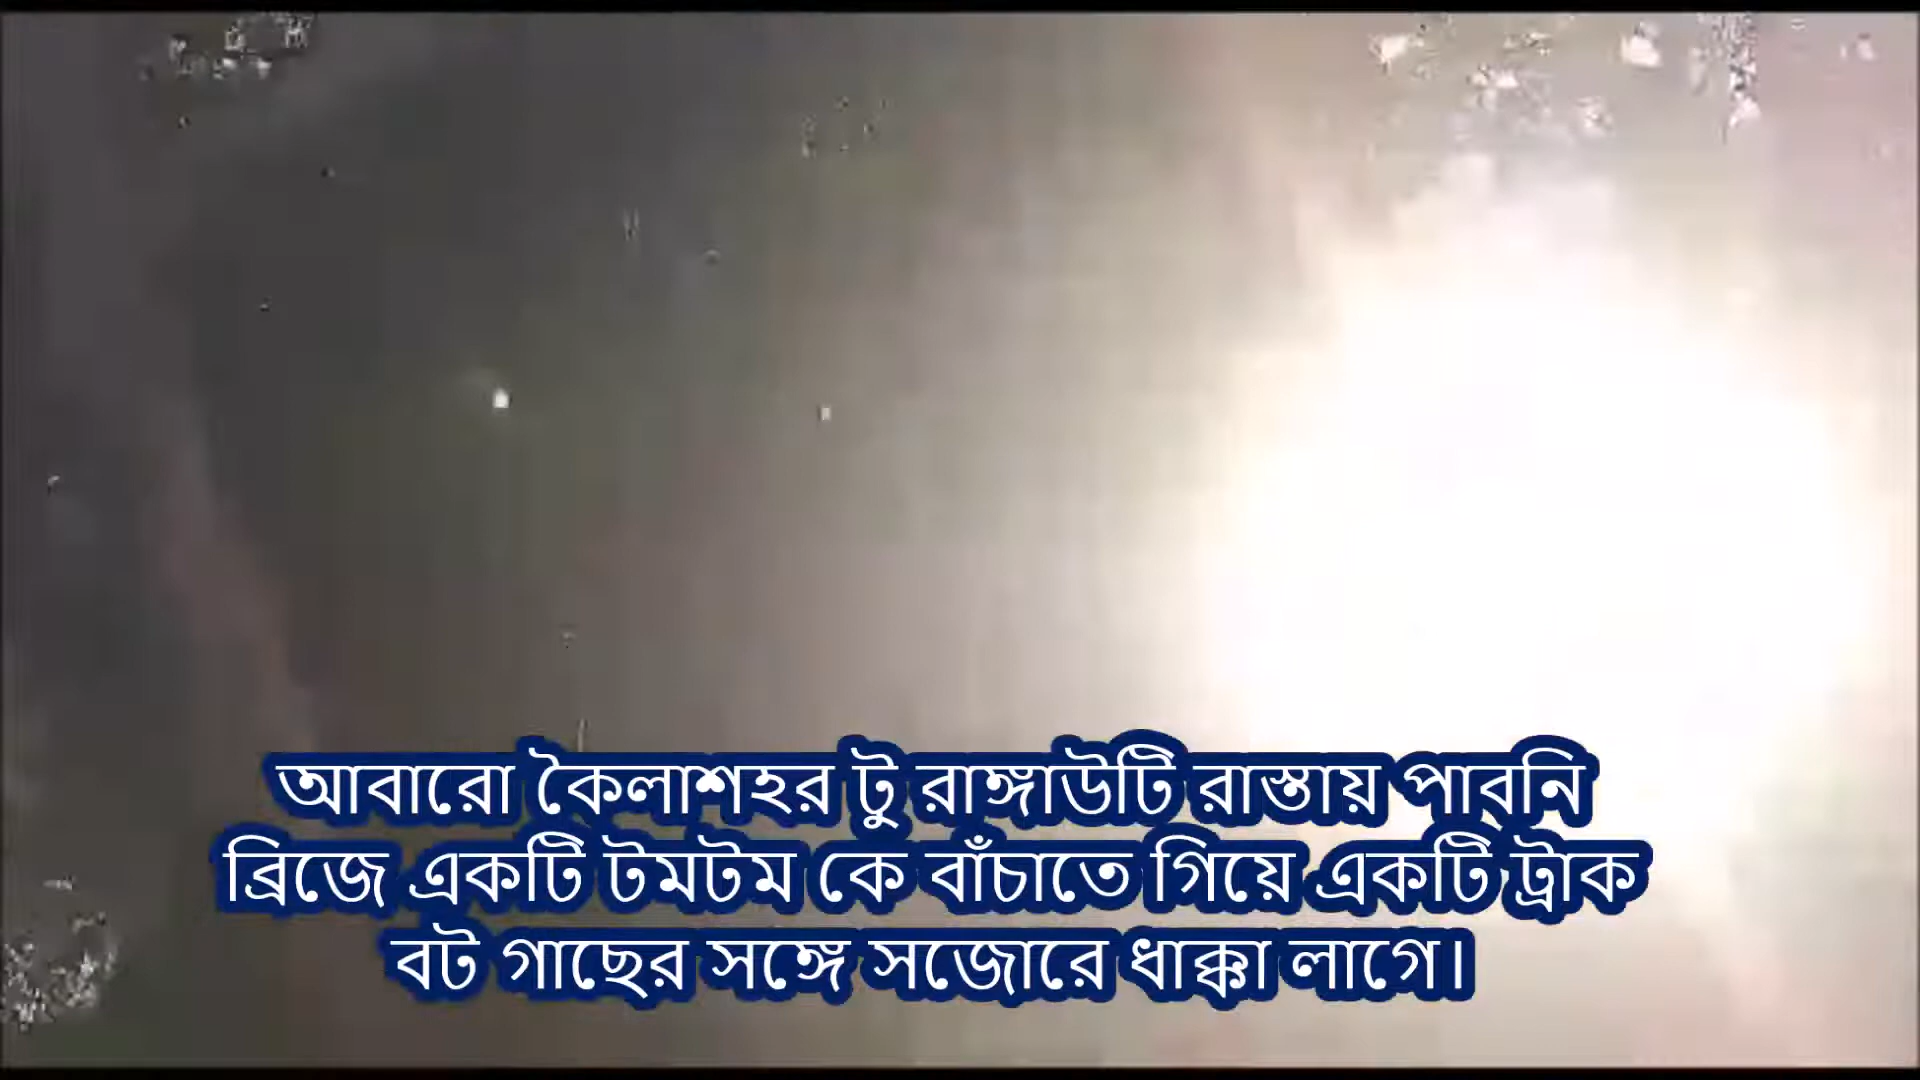 আবারো কৈলাশহর টু রাঙ্গাউটি রাস্তায় পাবনি
ব্রিজে একটি টমটম কে বাঁচাতে গিয়ে একটি ট্রাক
বট গাছের সঙ্গে সজোরে ধাক্কা লাগে।